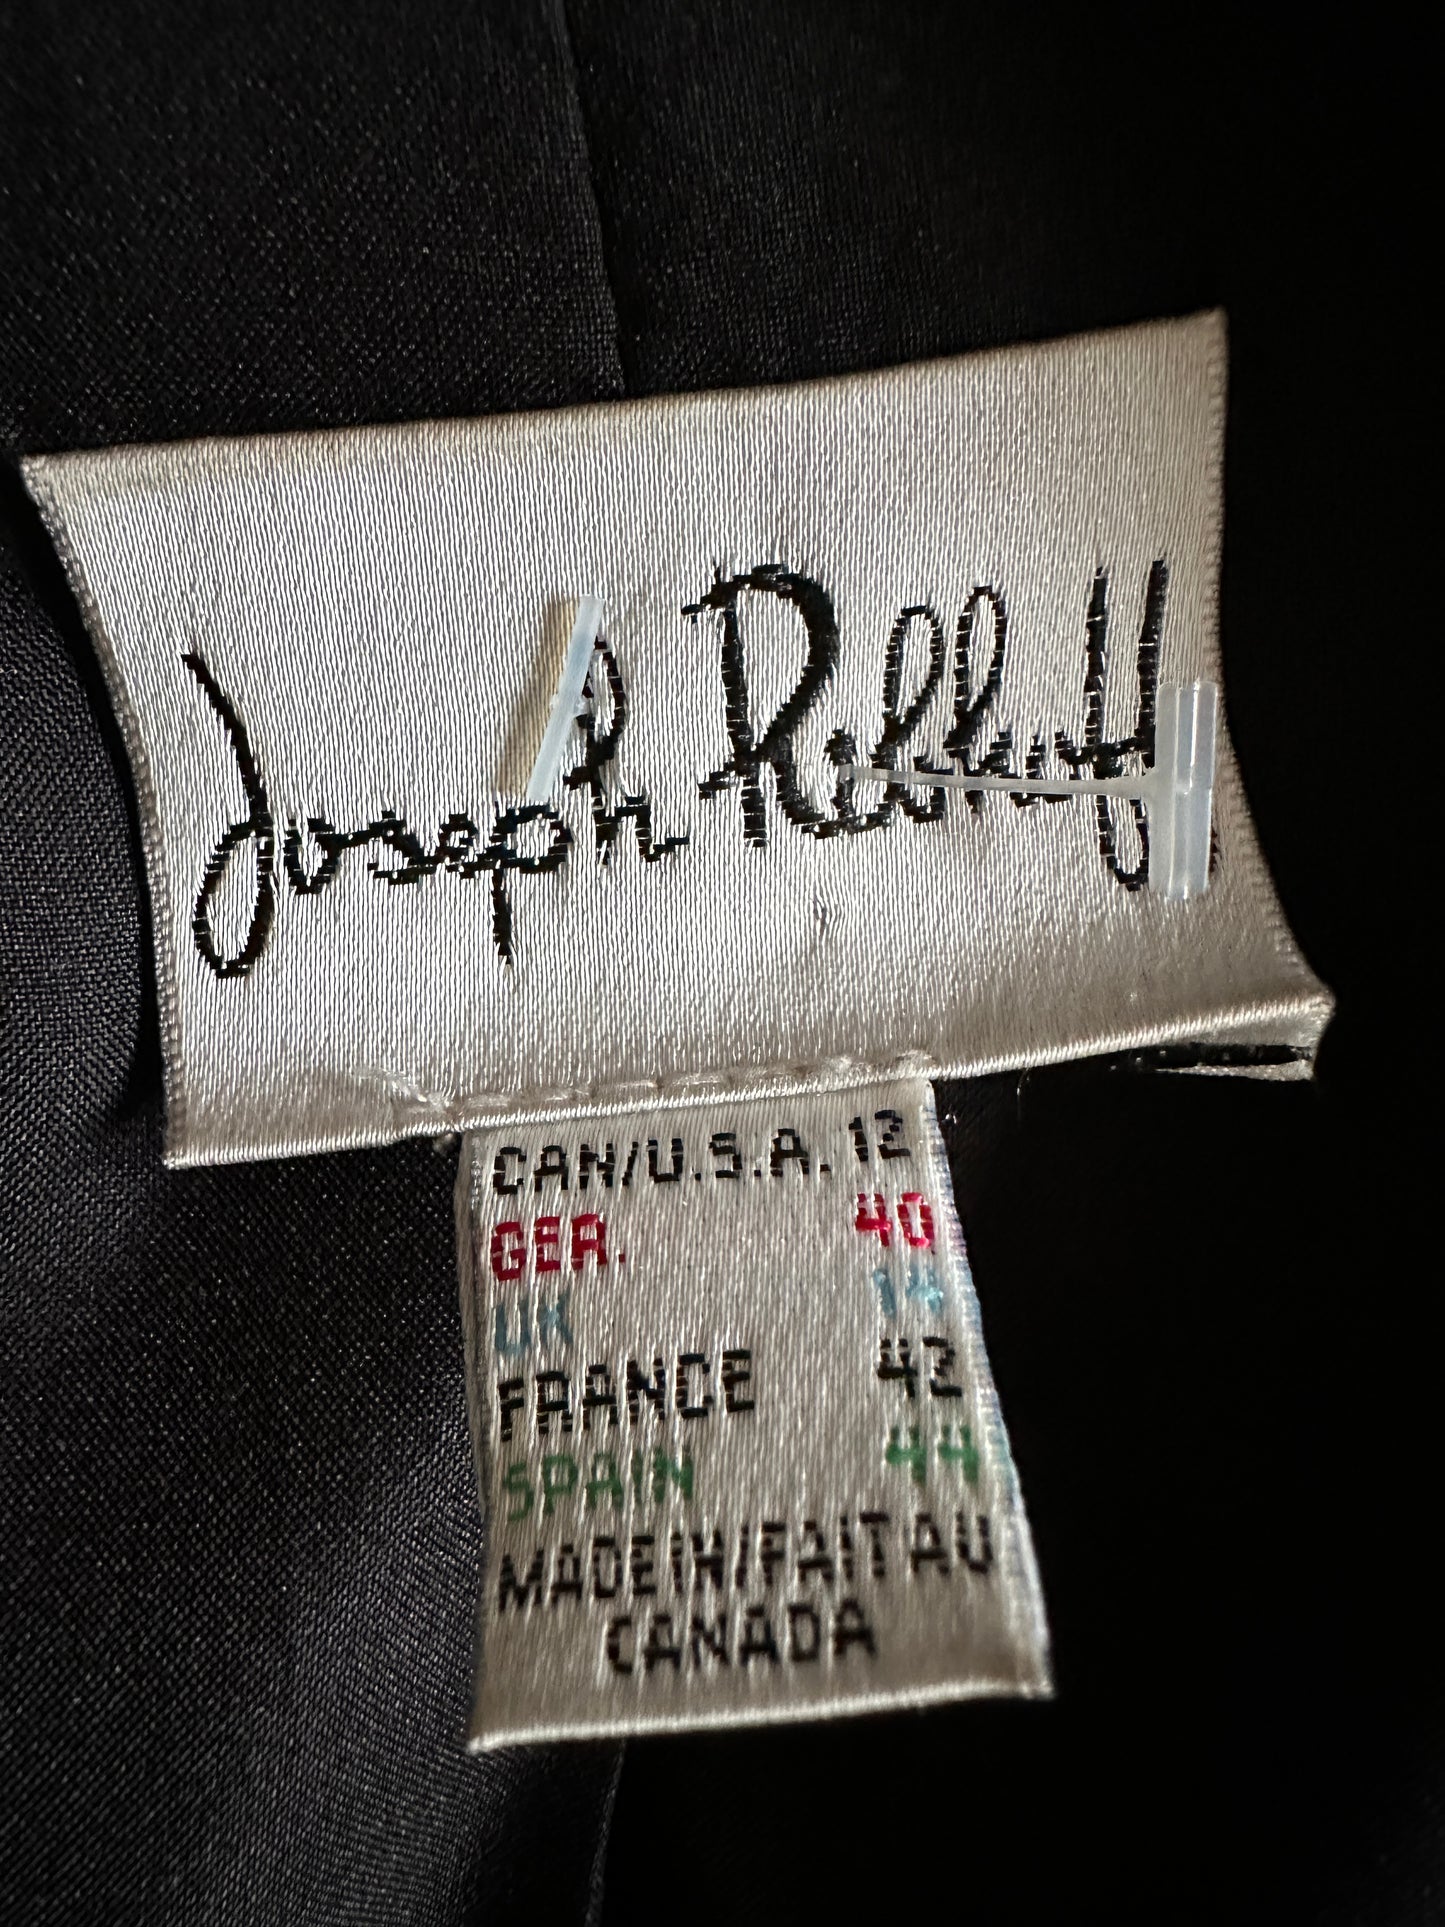 Joseph Ribkoff
CAN/U.S.A. 12
GER. 40
UK 14
FRANCE 42
SPAIN 44
MADE IN/FAIT AU
CANADA